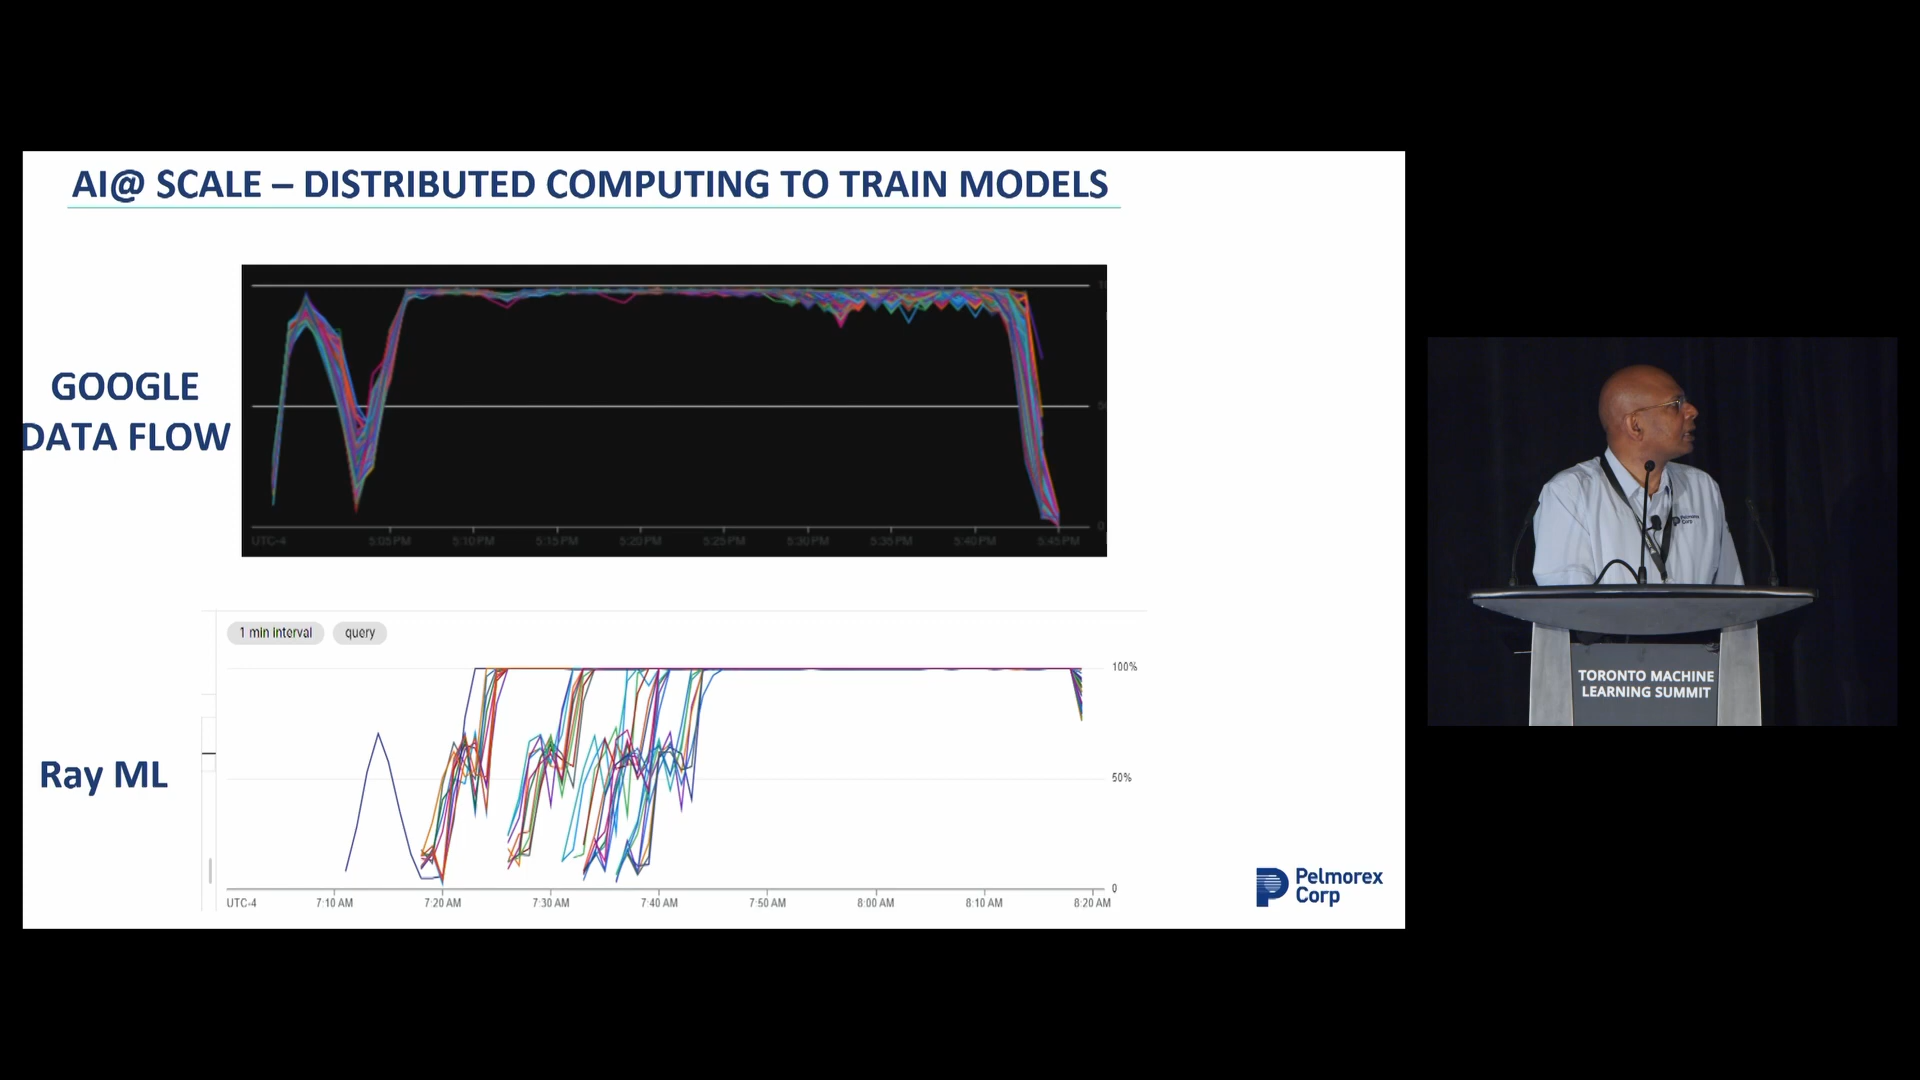 AI@ SCALE – DISTRIBUTED COMPUTING TO TRAIN MODELS
GOOGLE
DATA FLOW
UTC-4 5:05 PM 5:10 PM 5:15 PM 5:20 PM 5:25 PM 5:30 PM 5:35 PM 5:40 PM 5:45 PM
0
1 min interval query
100%
50%
0
Ray ML
UTC-4 7:10 AM 7:20 AM 7:30 AM 7:40 AM 7:50 AM 8:00 AM 8:10 AM 8:20 AM
Pelmorex
Corp
Pelmorex
Corp
TORONTO MACHINE
LEARNING SUMMIT